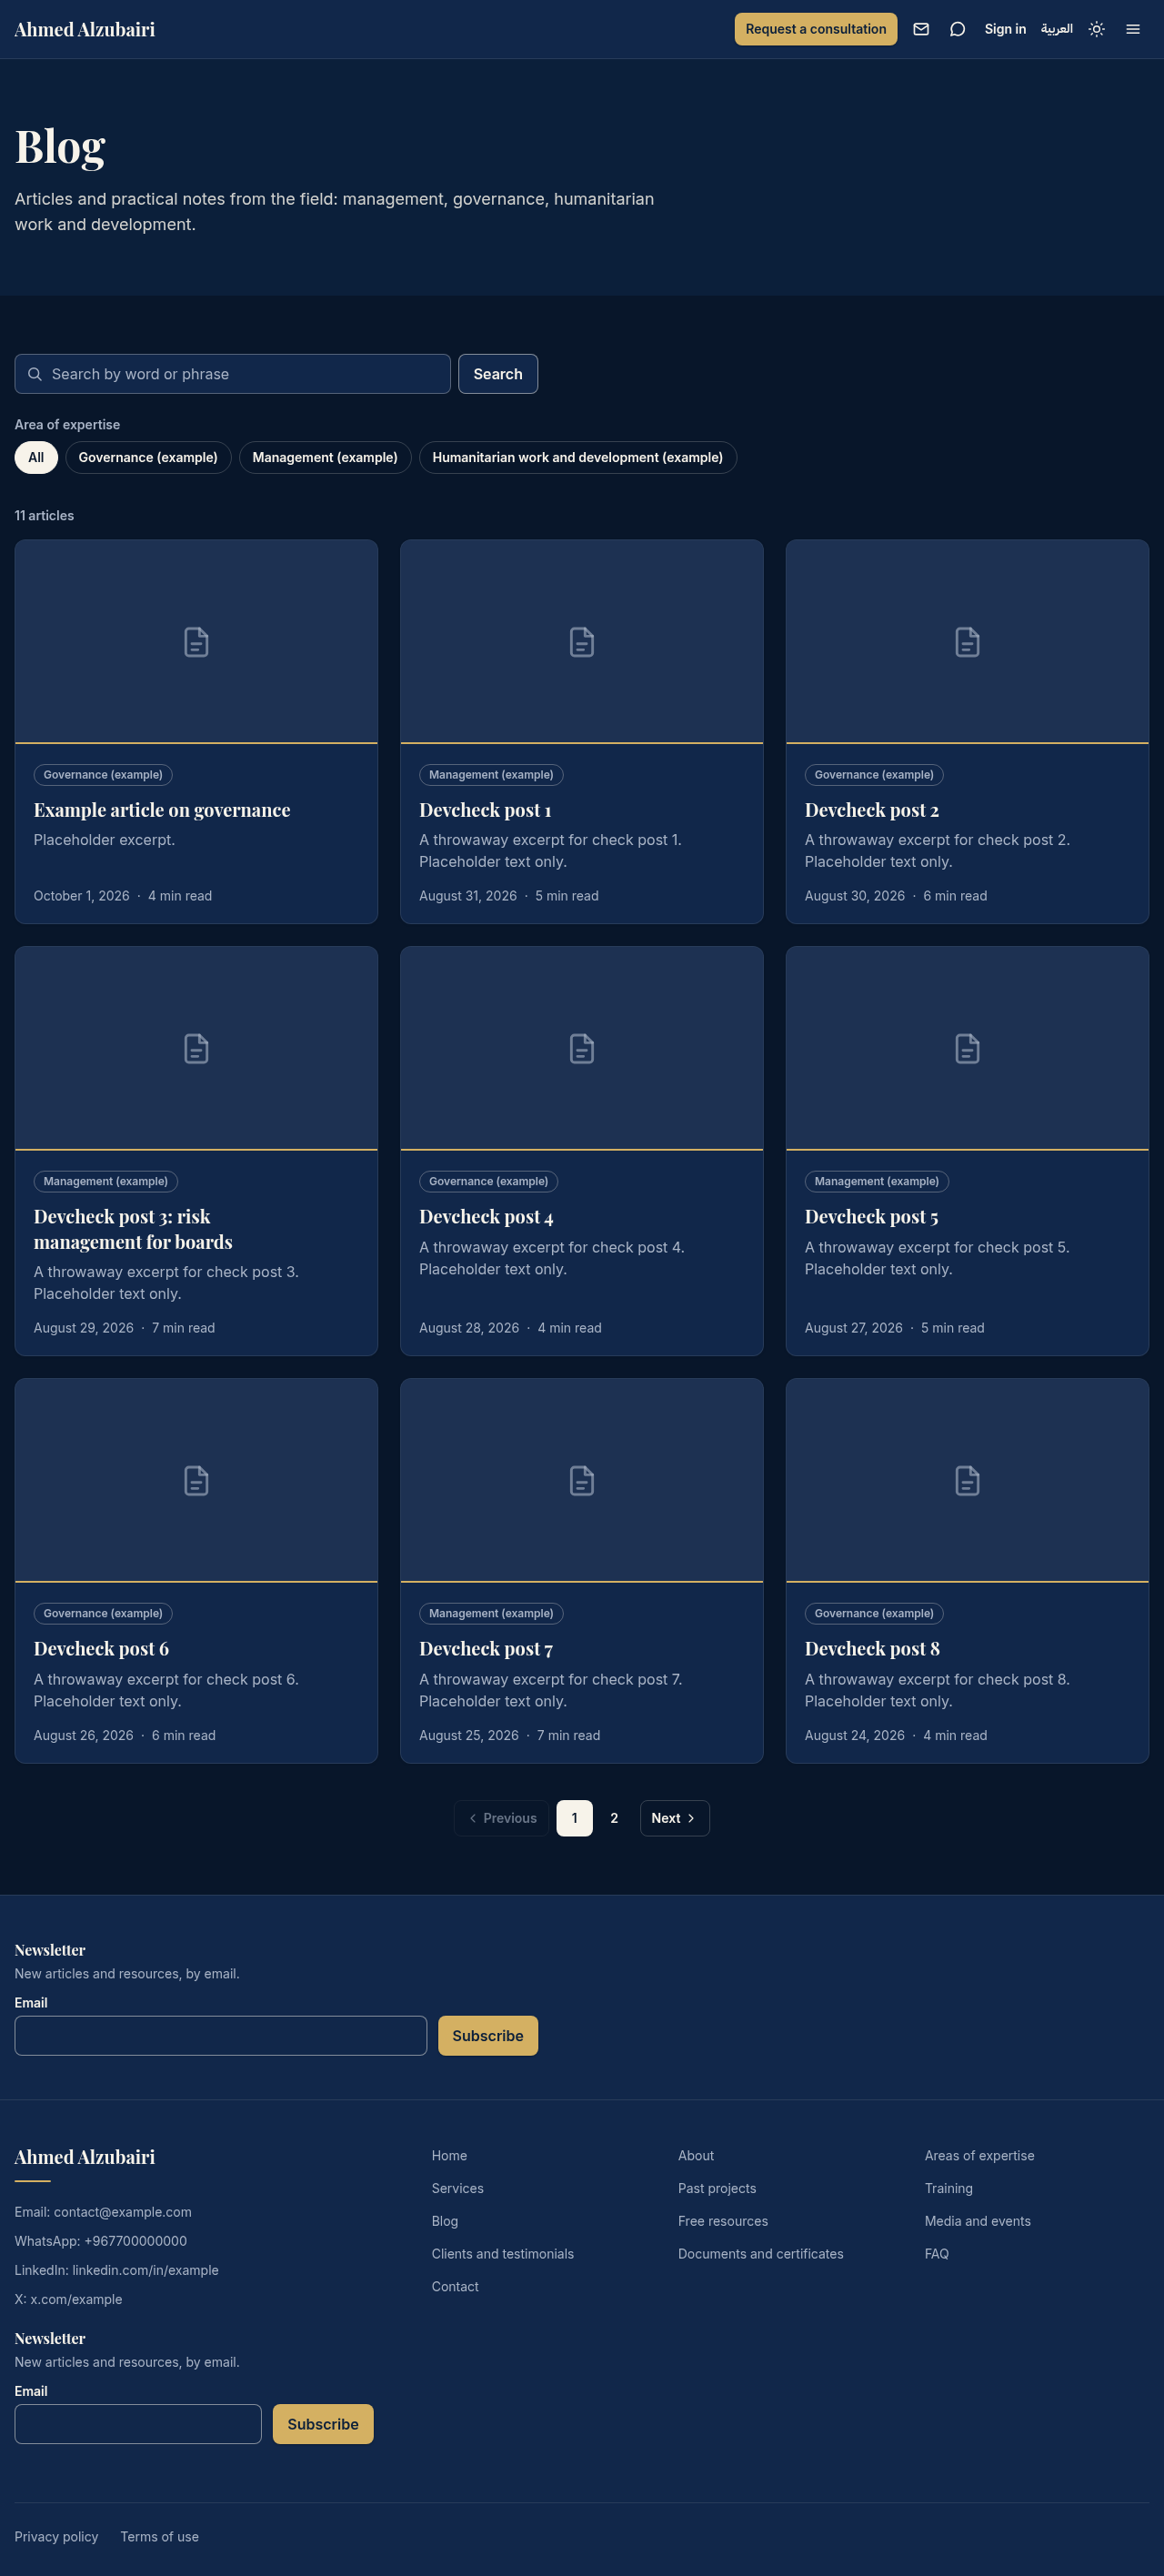 Ahmed Alzubairi
Request a consultation
Sign in
العربية
Blog
Articles and practical notes from the field: management, governance, humanitarian
work and development.
Search by word or phrase
Search
Area of expertise
All
Governance (example)
Management (example)
Humanitarian work and development (example)
11 articles
Governance (example)
Example article on governance
Placeholder excerpt.
October 1, 2026 · 4 min read
Management (example)
Devcheck post 1
A throwaway excerpt for check post 1.
Placeholder text only.
August 31, 2026 · 5 min read
Governance (example)
Devcheck post 2
A throwaway excerpt for check post 2.
Placeholder text only.
August 30, 2026 · 6 min read
Management (example)
Devcheck post 3: risk
management for boards
A throwaway excerpt for check post 3.
Placeholder text only.
August 29, 2026 · 7 min read
Governance (example)
Devcheck post 4
A throwaway excerpt for check post 4.
Placeholder text only.
August 28, 2026 · 4 min read
Management (example)
Devcheck post 5
A throwaway excerpt for check post 5.
Placeholder text only.
August 27, 2026 · 5 min read
Governance (example)
Devcheck post 6
A throwaway excerpt for check post 6.
Placeholder text only.
August 26, 2026 · 6 min read
Management (example)
Devcheck post 7
A throwaway excerpt for check post 7.
Placeholder text only.
August 25, 2026 · 7 min read
Governance (example)
Devcheck post 8
A throwaway excerpt for check post 8.
Placeholder text only.
August 24, 2026 · 4 min read
Previous
1
2
Next
Newsletter
New articles and resources, by email.
Email
Subscribe
Ahmed Alzubairi
Email: contact@example.com
WhatsApp: +967700000000
LinkedIn: linkedin.com/in/example
X: x.com/example
Newsletter
New articles and resources, by email.
Email
Subscribe
Home
About
Areas of expertise
Services
Past projects
Training
Blog
Free resources
Media and events
Clients and testimonials
Documents and certificates
FAQ
Contact
Privacy policy
Terms of use